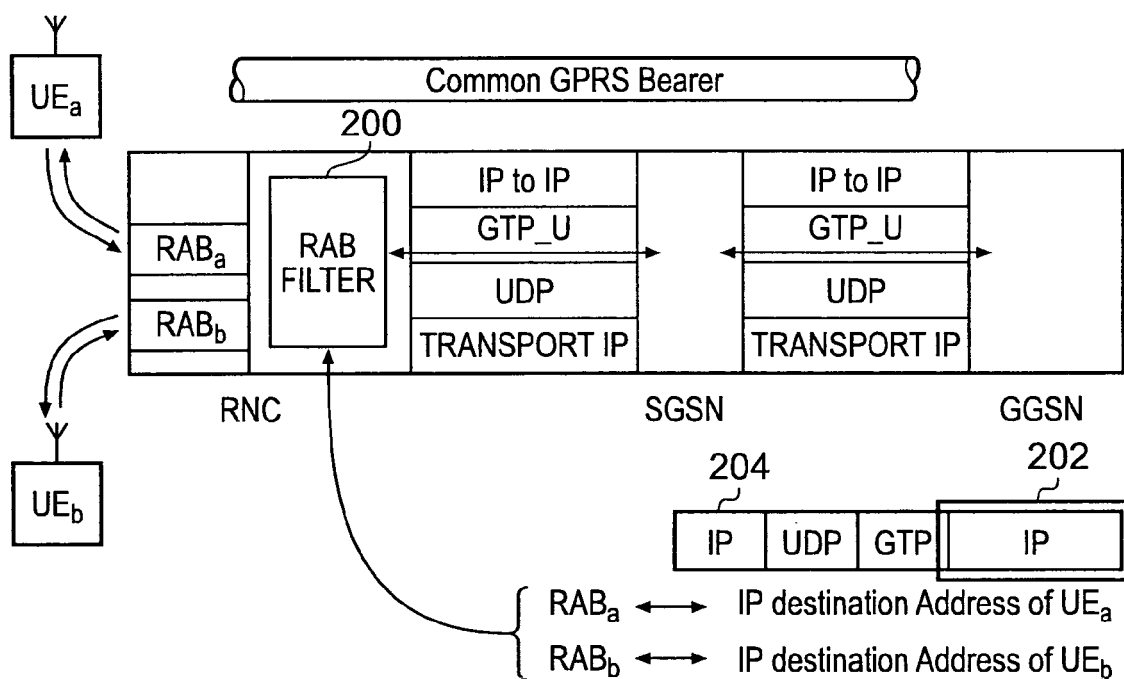 Common GPRS Bearer
UEa
200
IP to IP
IP to IP
RAB
FILTER
GTP_U
GTP_U
RABa
UDP
UDP
RABb
TRANSPORT IP
TRANSPORT IP
RNC
SGSN
GGSN
UEb
204
202
IP
UDP
GTP
IP
RABa
IP destination Address of UEa
RABb
IP destination Address of UEb